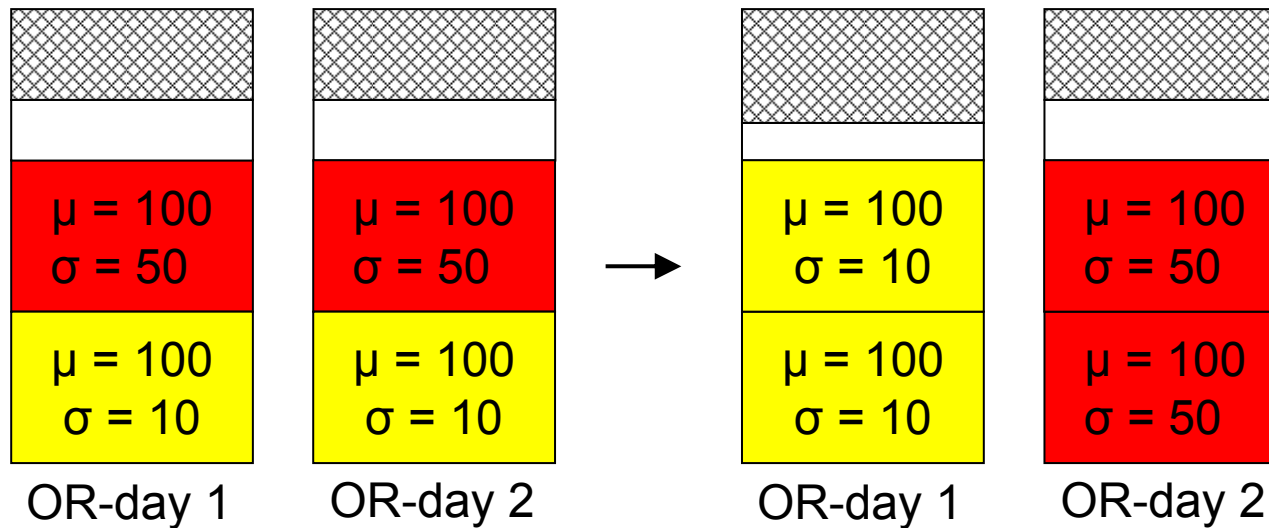 μ = 100
σ = 50
μ = 100
σ = 10
OR-day 1
μ = 100
σ = 50
μ = 100
σ = 10
OR-day 2
μ = 100
σ = 10
μ = 100
σ = 10
OR-day 1
μ = 100
σ = 50
μ = 100
σ = 50
OR-day 2